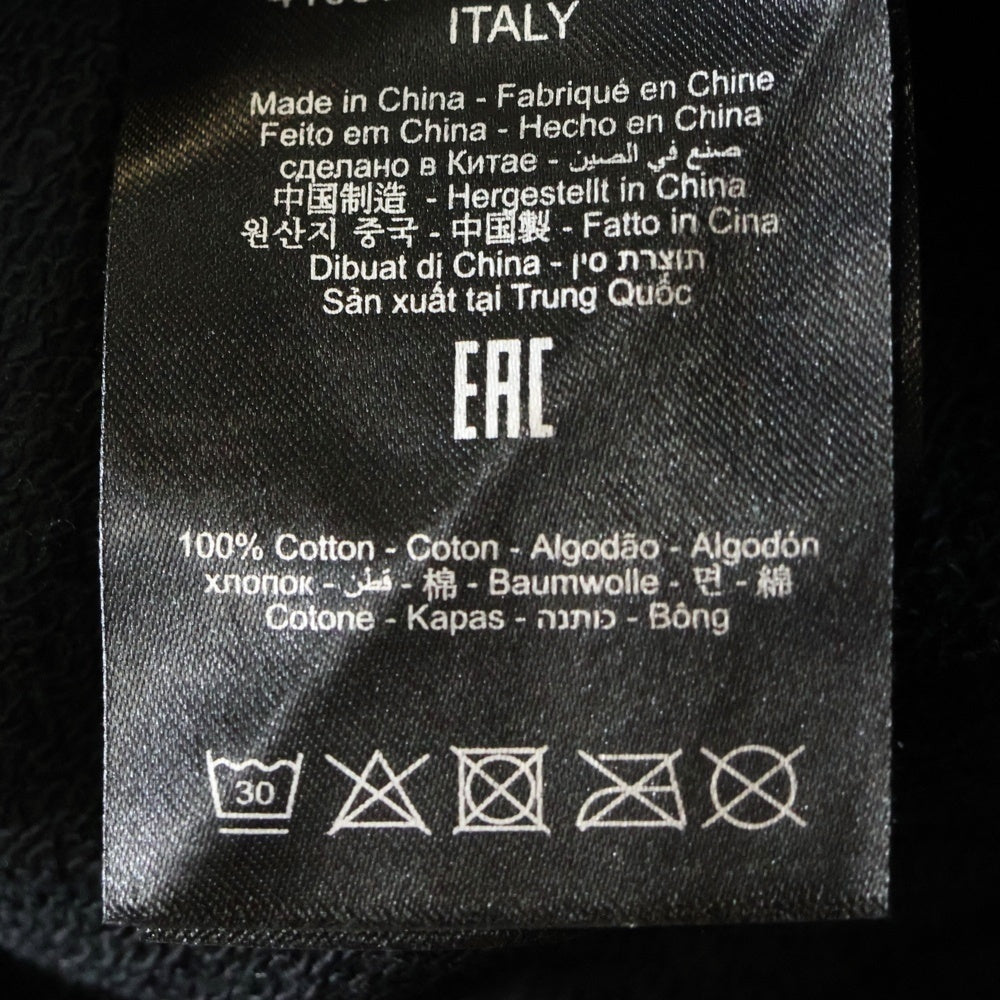 ITALY
Made in China - Fabriqué en Chine
Feito em China - Hecho en China
сделано в Китае - صنع في الصين
中国制造 - Hergestellt in China
원산지 중국 - 中国製 - Fatto in Cina
Dibuat di China - תוצרת סין
Sản xuất tại Trung Quốc
EAC
100% Cotton - Coton - Algodão - Algodón
хлопок - قطن - 棉 - Baumwolle - 면 - 綿
Cotone - Kapas - כותנה - Bông
30